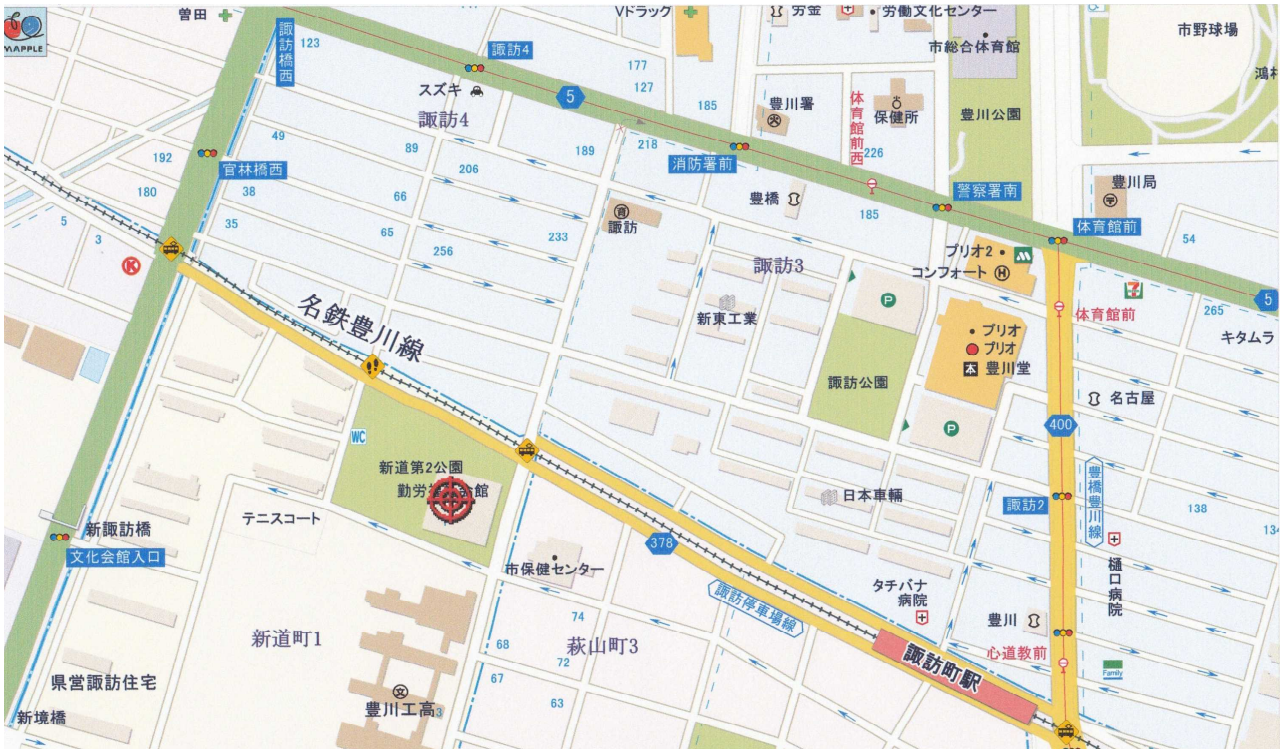 曽田
Vドラッグ
労金
労働文化センター
市野球場
MAPPLE
諏訪橋西
123
諏訪4
177
市総合体育館
鴻村
スズキ
127
5
185
豊川署
体育館前西
保健所
豊川公園
諏訪4
49
89
189
218
消防署前
226
192
官林橋西
206
豊川局
180
38
66
諏訪
豊橋
185
警察署南
体育館前
5
3
35
65
256
233
諏訪3
プリオ2
54
コンフォート
K
P
7
5
名鉄豊川線
新東工業
体育館前
265
プリオ
キタムラ
プリオ
本
豊川堂
諏訪公園
名古屋
WC
P
400
新道第2公園
豊橋豊川線
日本車輌
諏訪2
138
テニスコート
新諏訪橋
378
文化会館入口
市保健センター
樋口病院
タチバナ
病院
諏訪停車場線
74
豊川
新道町1
68
萩山町3
72
諏訪町駅
心道教前
67
Family
県営諏訪住宅
文
63
豊川工高
3
新境橋